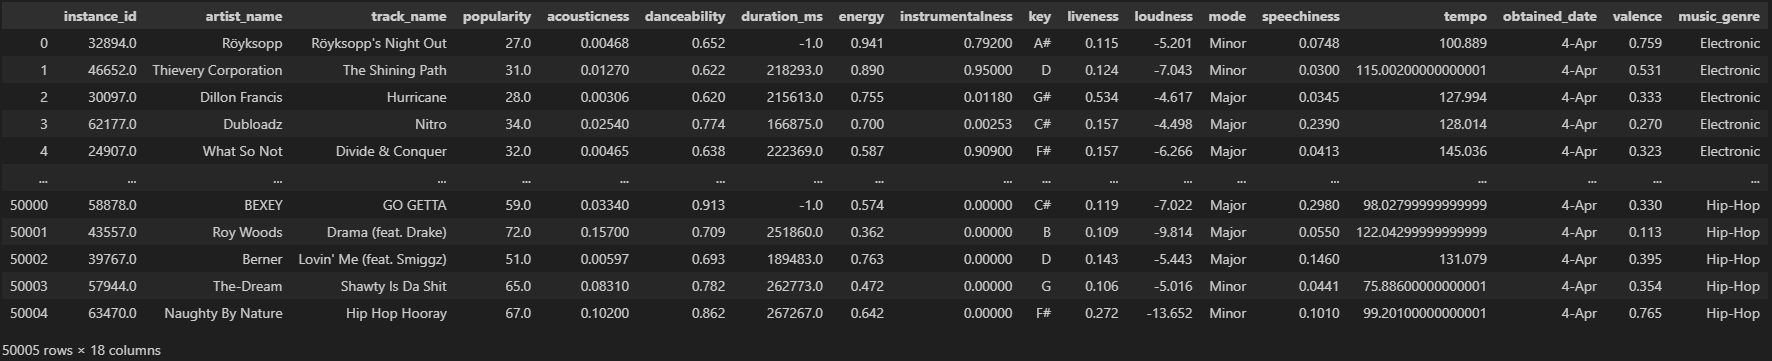 instance_id artist_name track_name popularity acousticness danceability duration_ms energy instrumentalness key liveness loudness mode speechiness tempo obtained_date valence music_genre
0 32894.0 Röyksopp Röyksopp's Night Out 27.0 0.00468 0.652 -1.0 0.941 0.79200 A# 0.115 -5.201 Minor 0.0748 100.889 4-Apr 0.759 Electronic
1 46652.0 Thievery Corporation The Shining Path 31.0 0.01270 0.622 218293.0 0.890 0.95000 D 0.124 -7.043 Minor 0.0300 115.00200000000001 4-Apr 0.531 Electronic
2 30097.0 Dillon Francis Hurricane 28.0 0.00306 0.620 215613.0 0.755 0.01180 G# 0.534 -4.617 Major 0.0345 127.994 4-Apr 0.333 Electronic
3 62177.0 Dubloadz Nitro 34.0 0.02540 0.774 166875.0 0.700 0.00253 C# 0.157 -4.498 Major 0.2390 128.014 4-Apr 0.270 Electronic
4 24907.0 What So Not Divide & Conquer 32.0 0.00465 0.638 222369.0 0.587 0.90900 F# 0.157 -6.266 Major 0.0413 145.036 4-Apr 0.323 Electronic
... ... ... ... ... ... ... ... ... ... ... ... ... ... ... ... ... ... ...
50000 58878.0 BEXEY GO GETTA 59.0 0.03340 0.913 -1.0 0.574 0.00000 C# 0.119 -7.022 Major 0.2980 98.02799999999999 4-Apr 0.330 Hip-Hop
50001 43557.0 Roy Woods Drama (feat. Drake) 72.0 0.15700 0.709 251860.0 0.362 0.00000 B 0.109 -9.814 Major 0.0550 122.04299999999999 4-Apr 0.113 Hip-Hop
50002 39767.0 Berner Lovin' Me (feat. Smiggz) 51.0 0.00597 0.693 189483.0 0.763 0.00000 D 0.143 -5.443 Major 0.1460 131.079 4-Apr 0.395 Hip-Hop
50003 57944.0 The-Dream Shawty Is Da Shit 65.0 0.08310 0.782 262773.0 0.472 0.00000 G 0.106 -5.016 Minor 0.0441 75.88600000000001 4-Apr 0.354 Hip-Hop
50004 63470.0 Naughty By Nature Hip Hop Hooray 67.0 0.10200 0.862 267267.0 0.642 0.00000 F# 0.272 -13.652 Minor 0.1010 99.20100000000001 4-Apr 0.765 Hip-Hop
50005 rows × 18 columns